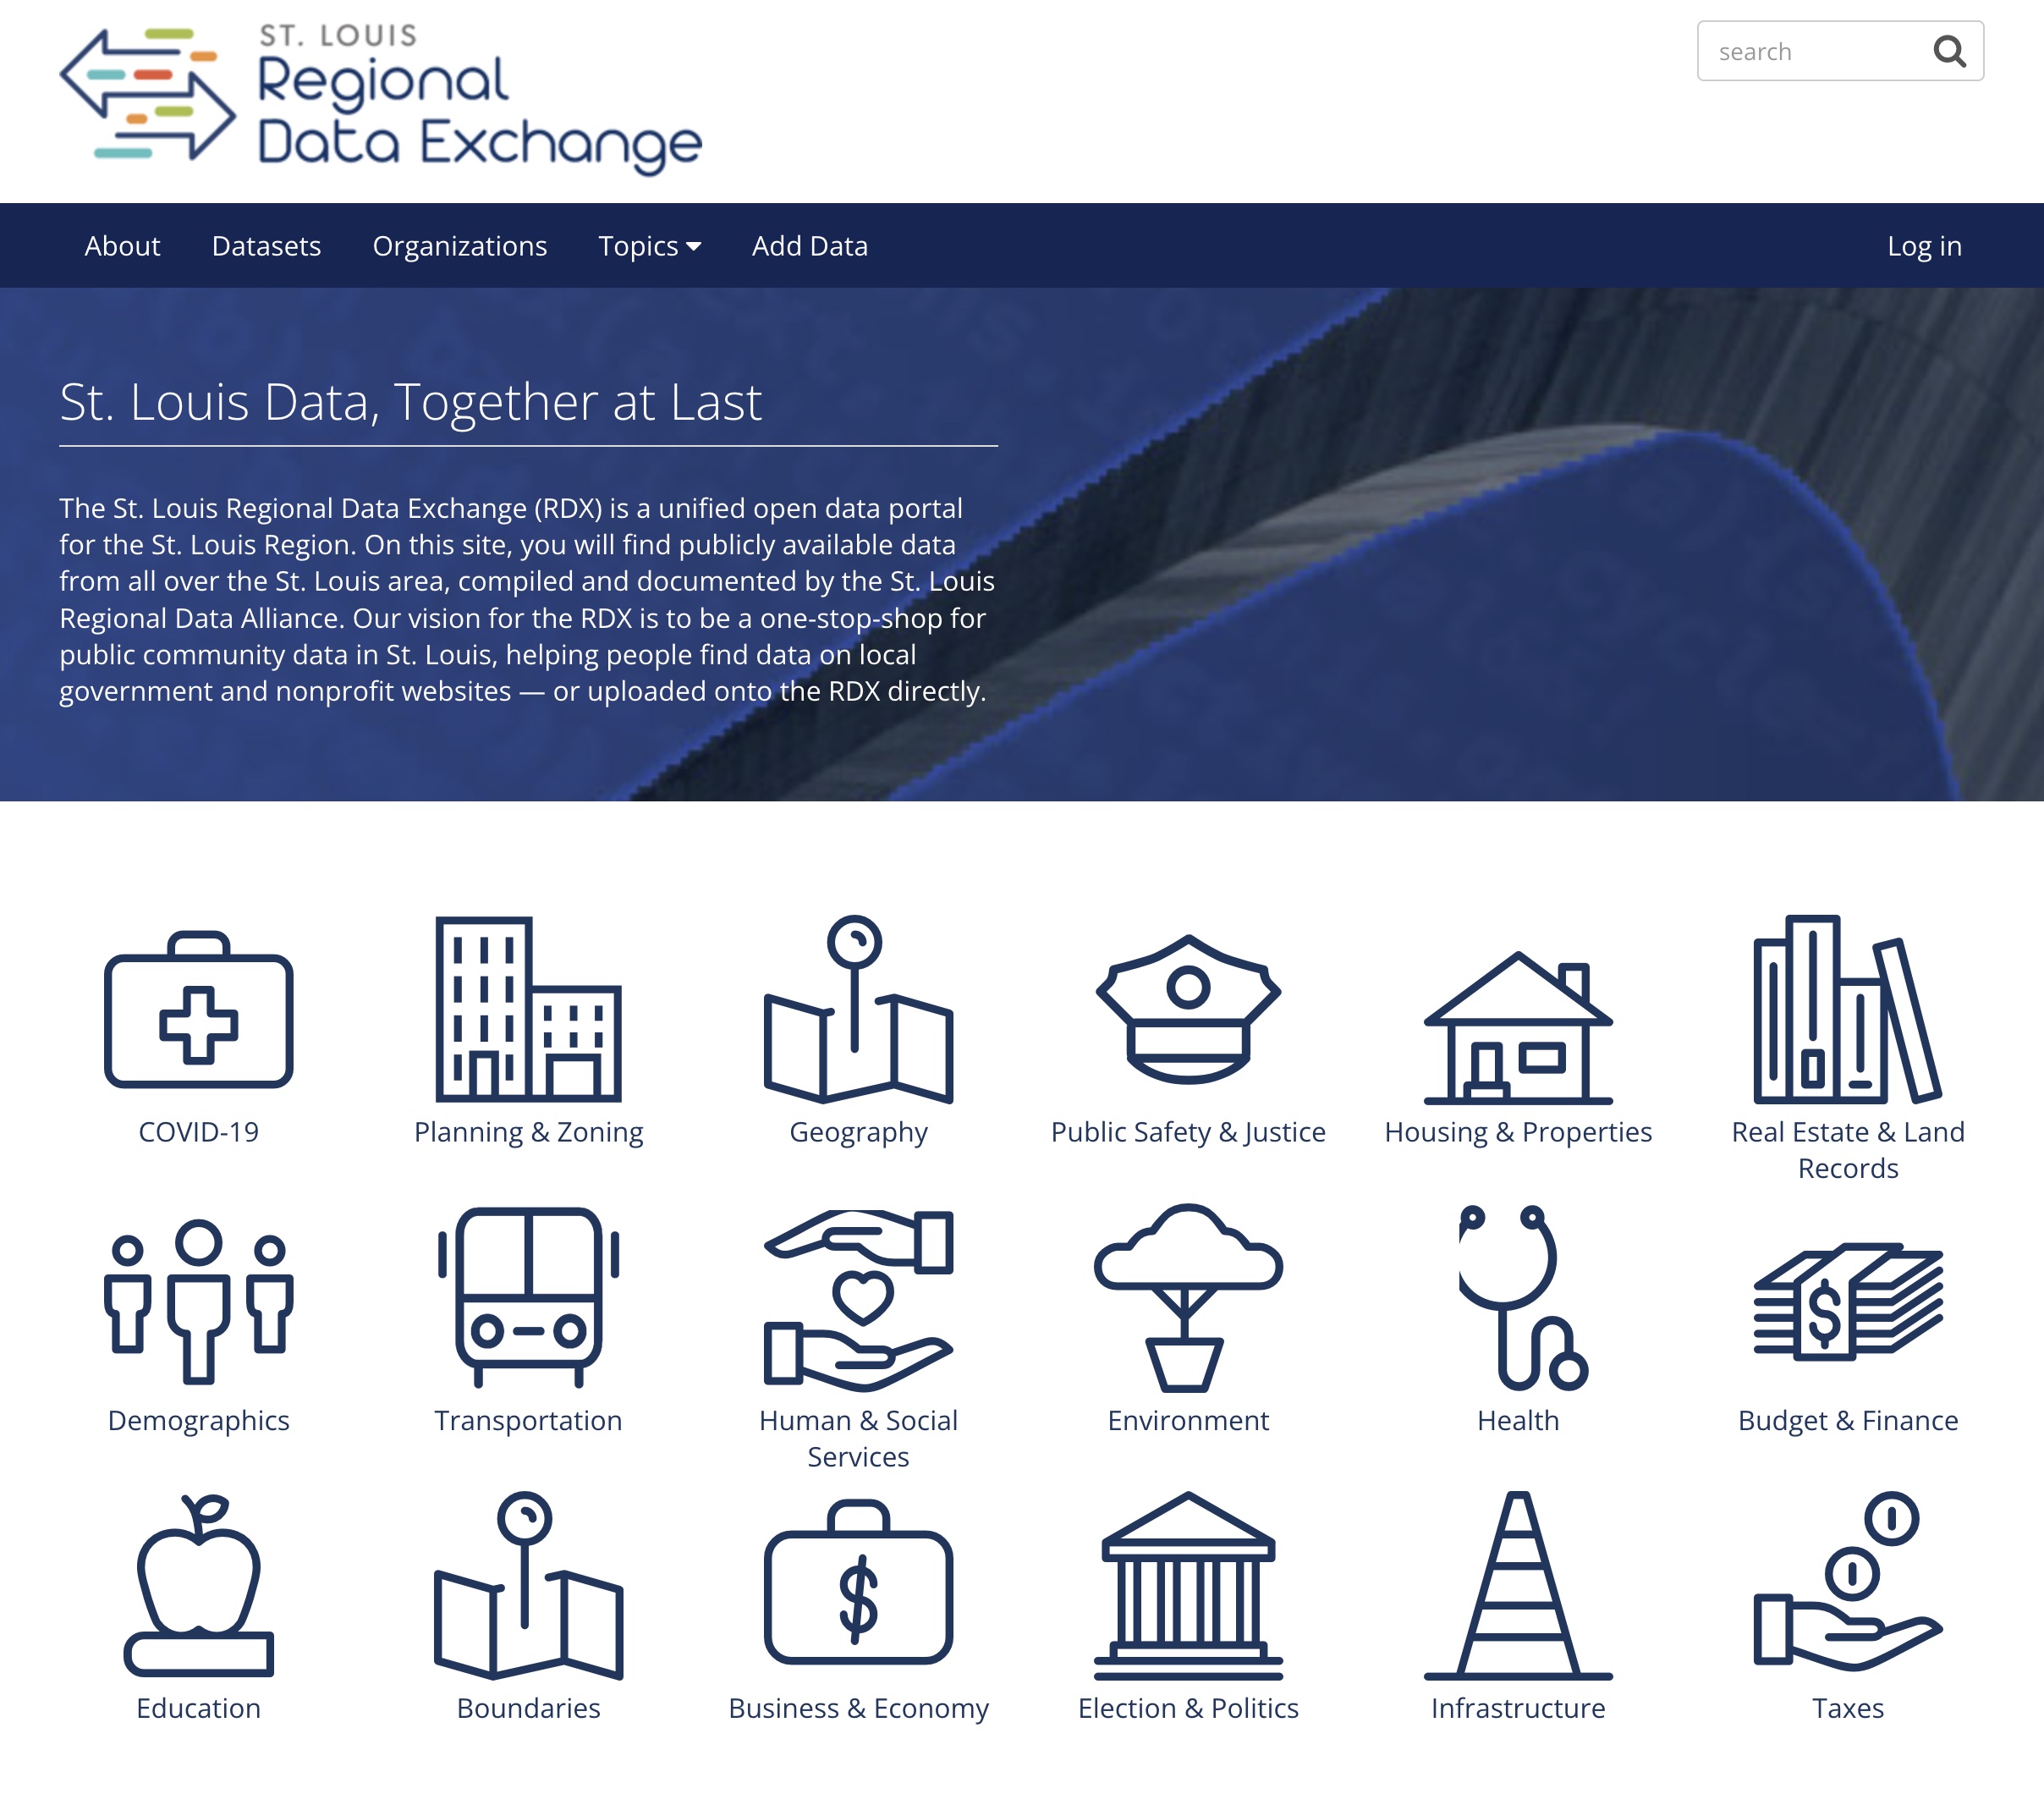 ST. LOUIS
Regional
Data Exchange
search
About Datasets Organizations Topics Add Data Log in
St. Louis Data, Together at Last
The St. Louis Regional Data Exchange (RDX) is a unified open data portal
for the St. Louis Region. On this site, you will find publicly available data
from all over the St. Louis area, compiled and documented by the St. Louis
Regional Data Alliance. Our vision for the RDX is to be a one-stop-shop for
public community data in St. Louis, helping people find data on local
government and nonprofit websites — or uploaded onto the RDX directly.
COVID-19
Planning & Zoning
Geography
Public Safety & Justice
Housing & Properties
Real Estate & Land
Records
Demographics
Transportation
Human & Social
Services
Environment
Health
$
Budget & Finance
Education
Boundaries
$
Business & Economy
Election & Politics
Infrastructure
Taxes